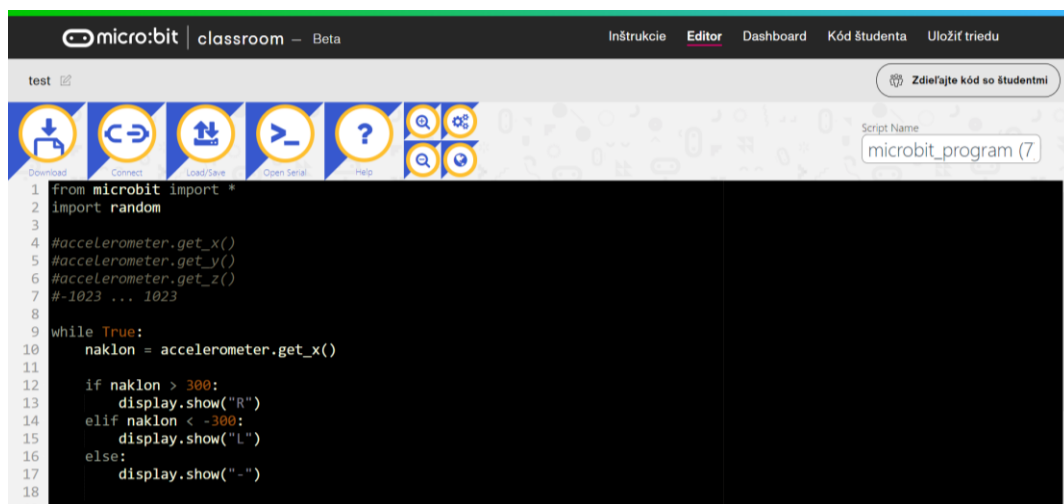 micro:bit | classroom – Beta
Inštrukcie Editor Dashboard Kód študenta Uložiť triedu
test
Zdieľajte kód so študentmi
Download Connect Load/Save Open Serial Help
Script Name
microbit_program (7
1 from microbit import *
2 import random
3
4 #accelerometer.get_x()
5 #accelerometer.get_y()
6 #accelerometer.get_z()
7 #-1023 ... 1023
8
9 while True:
10     naklon = accelerometer.get_x()
11
12     if naklon > 300:
13         display.show("R")
14     elif naklon < -300:
15         display.show("L")
16     else:
17         display.show("-")
18